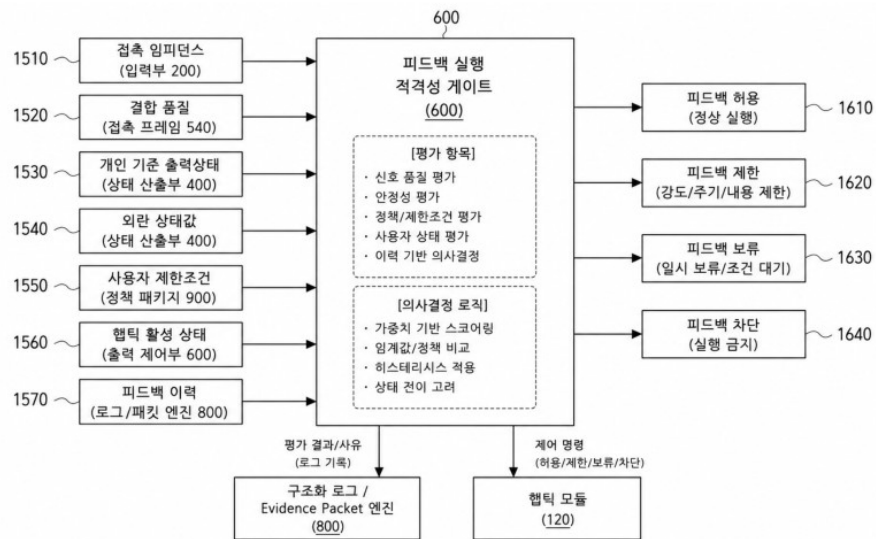 600
1510
접촉 임피던스
(입력부 200)
1520
결합 품질
(접촉 프레임 540)
1530
개인 기준 출력상태
(상태 산출부 400)
1540
외란 상태값
(상태 산출부 400)
1550
사용자 제한조건
(정책 패키지 900)
1560
햅틱 활성 상태
(출력 제어부 600)
1570
피드백 이력
(로그/패킷 엔진 800)
피드백 실행
적격성 게이트
(600)
[평가 항목]
· 신호 품질 평가
· 안정성 평가
· 정책/제한조건 평가
· 사용자 상태 평가
· 이력 기반 의사결정
[의사결정 로직]
· 가중치 기반 스코어링
· 임계값/정책 비교
· 히스테리시스 적용
· 상태 전이 고려
피드백 허용
(정상 실행)
1610
피드백 제한
(강도/주기/내용 제한)
1620
피드백 보류
(일시 보류/조건 대기)
1630
피드백 차단
(실행 금지)
1640
평가 결과/사유
(로그 기록)
제어 명령
(허용/제한/보류/차단)
구조화 로그 /
Evidence Packet 엔진
(800)
햅틱 모듈
(120)